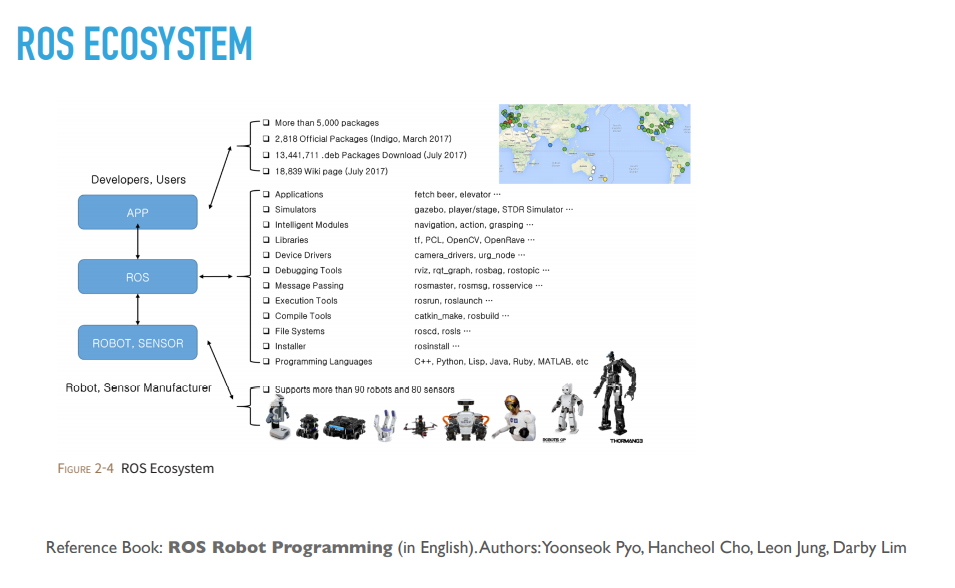 ROS ECOSYSTEM
More than 5,000 packages
2,818 Official Packages (Indigo, March 2017)
13,441,711 .deb Packages Download (July 2017)
18,839 Wiki page (July 2017)
Developers, Users
APP
ROS
ROBOT, SENSOR
Robot, Sensor Manufacturer
Applications fetch beer, elevator ⋯
Simulators gazebo, player/stage, STDR Simulator ⋯
Intelligent Modules navigation, action, grasping ⋯
Libraries tf, PCL, OpenCV, OpenRave ⋯
Device Drivers camera_drivers, urg_node ⋯
Debugging Tools rviz, rqt_graph, rosbag, rostopic ⋯
Message Passing rosmaster, rosmsg, rosservice ⋯
Execution Tools rosrun, roslaunch ⋯
Compile Tools catkin_make, rosbuild ⋯
File Systems roscd, rosls ⋯
Installer rosinstall ⋯
Programming Languages C++, Python, Lisp, Java, Ruby, MATLAB, etc
Supports more than 90 robots and 80 sensors
ROBOTIS OP
THORMANG3
FIGURE 2-4 ROS Ecosystem
Reference Book: ROS Robot Programming (in English).Authors:Yoonseok Pyo, Hancheol Cho, Leon Jung, Darby Lim